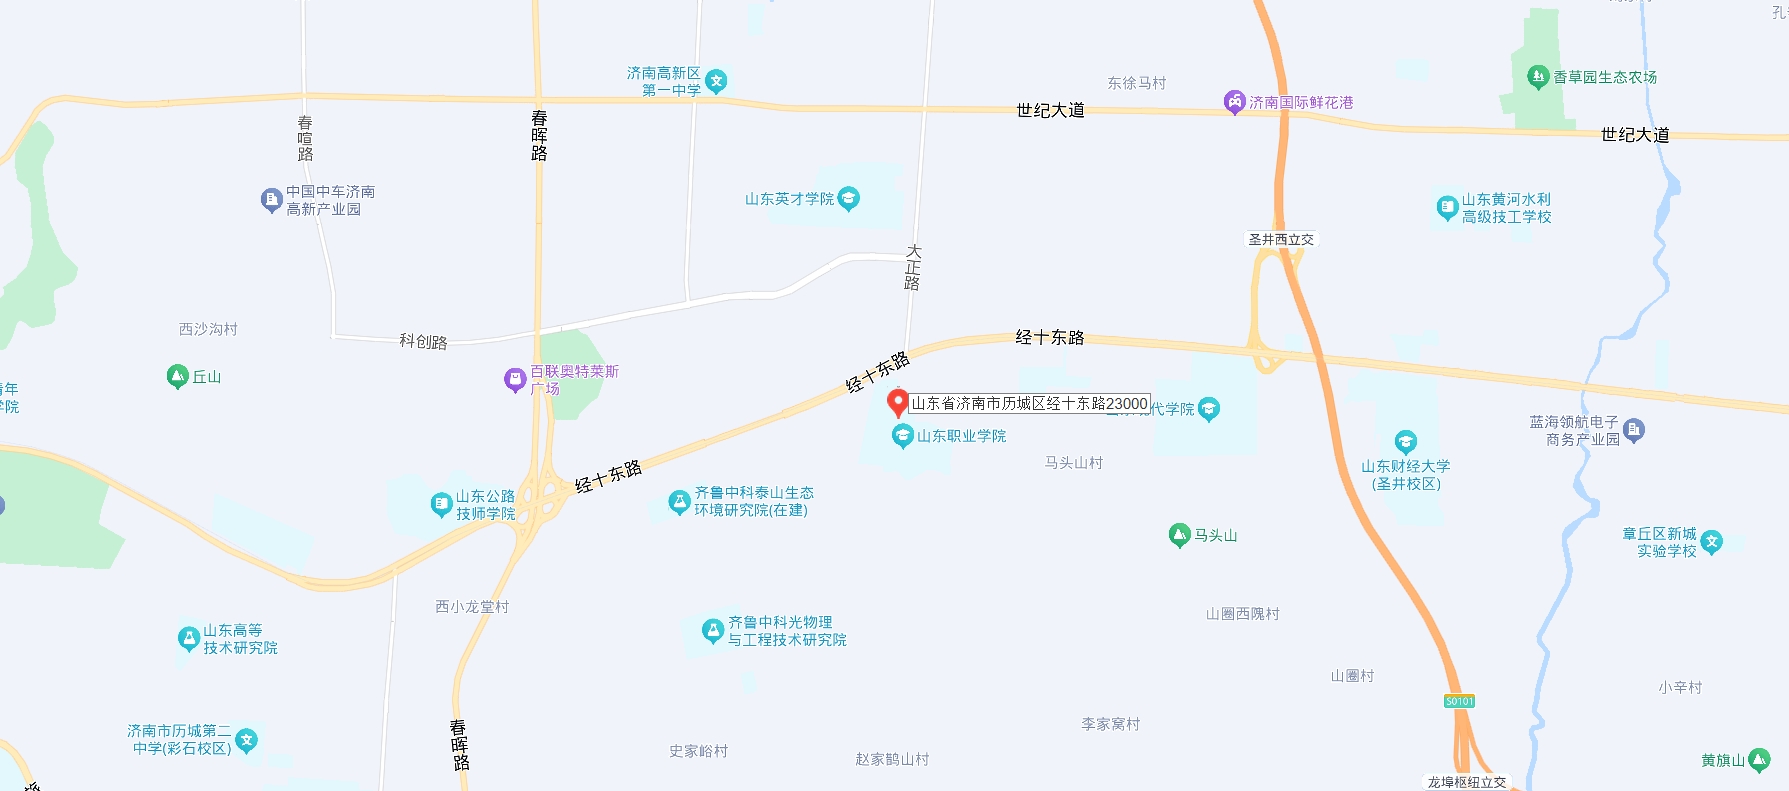 济南高新区
第一中学
东徐马村
香草园生态农场
济南国际鲜花港
世纪大道
世纪大道
春暄路
春晖路
中国中车济南
高新产业园
山东英才学院
山东黄河水利
高级技工学校
大正路
圣井西立交
西沙沟村
科创路
经十东路
经十东路
丘山
百联奥特莱斯
广场
山东省济南市历城区经十东路23000
代学院
山东职业学院
蓝海领航电子
商务产业园
马头山村
山东财经大学
(圣井校区)
经十东路
山东公路
技师学院
齐鲁中科泰山生态
环境研究院(在建)
马头山
章丘区新城
实验学校
西小龙堂村
山圈西隗村
山东高等
技术研究院
齐鲁中科光物理
与工程技术研究院
山圈村
小辛村
S0101
春晖路
李家窝村
济南市历城第二
中学(彩石校区)
史家峪村
赵家鹊山村
黄旗山
龙埠枢纽立交